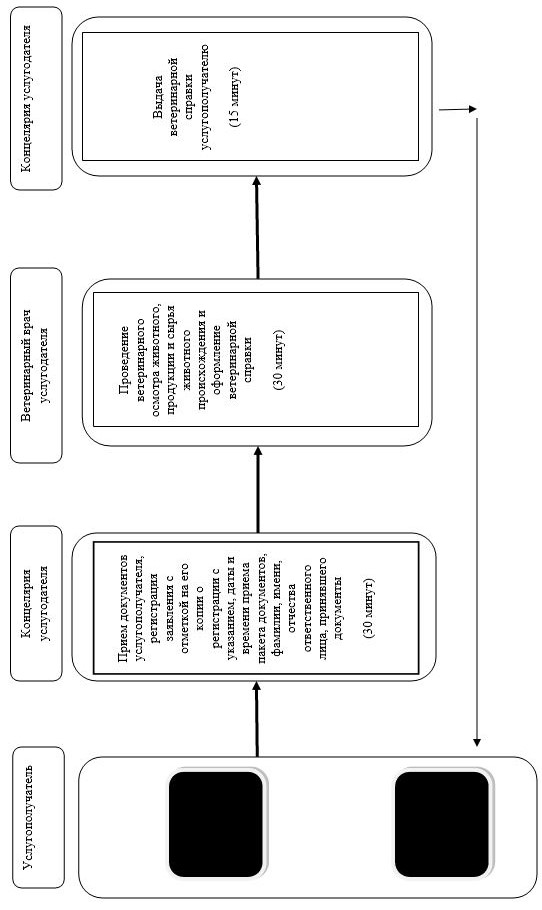 Услугополучатель
Концелярия
услугодателя
Ветеринарный врач
услугодателя
Концелярия услугодателя
Прием документов
услугополучателя,
регистрация
заявления с
отметкой на его
копии о
регистрации с
указанием, даты и
времени приема
пакета документов,
фамилии, имени,
отчества
ответственного
лица, принявшего
документы
(30 минут)
Проведение
ветеринарного
осмотра животного,
продукции и сырья
животного
происхождения и
оформление
ветеринарной
справки
(30 минут)
Выдача
ветеринарной
справки
услугополучателю
(15 минут)